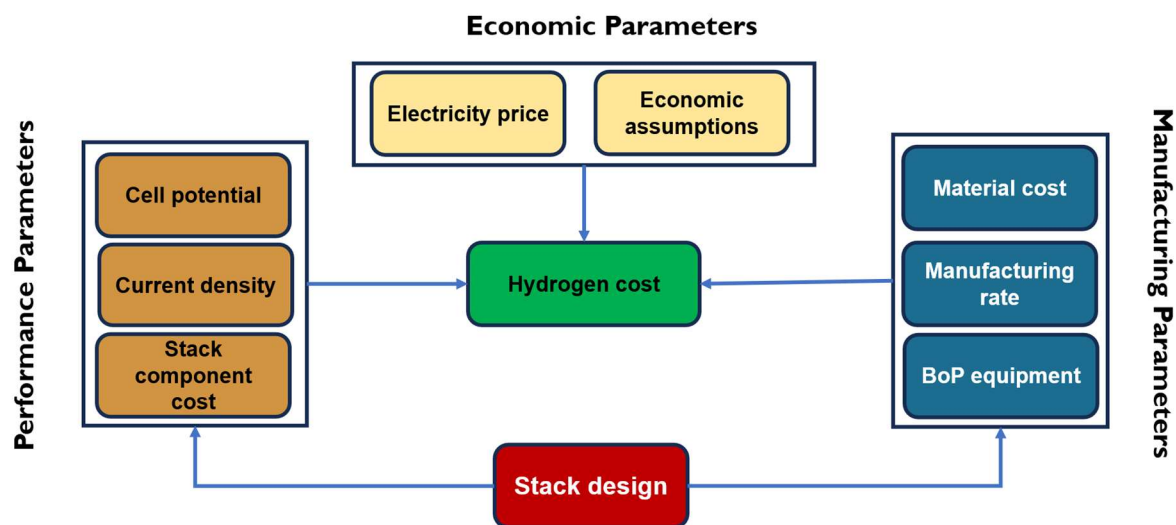 Economic Parameters
Electricity price
Economic
assumptions
Performance Parameters
Cell potential
Current density
Stack
component
cost
Hydrogen cost
Material cost
Manufacturing
rate
BoP equipment
Manufacturing Parameters
Stack design